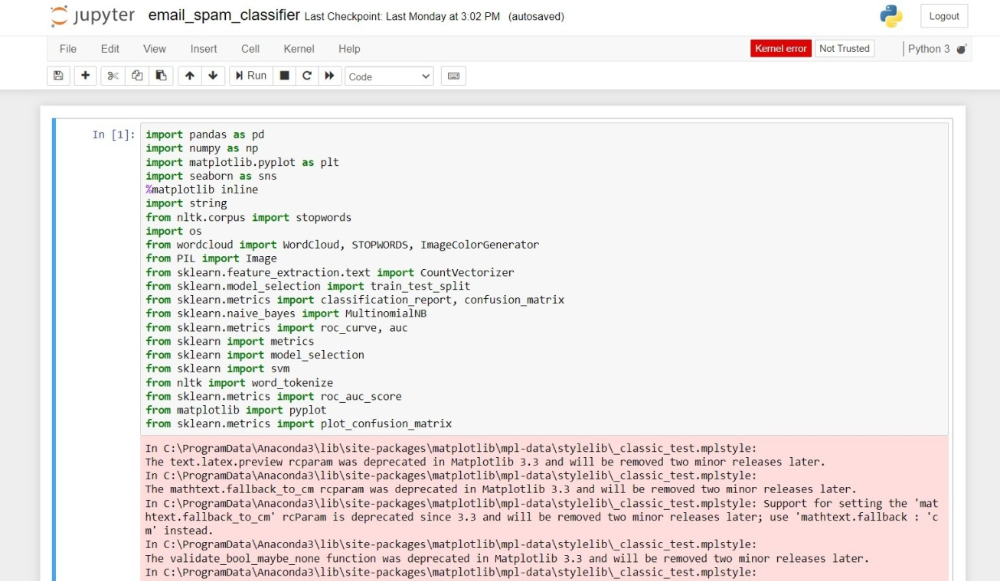 jupyter email_spam_classifier Last Checkpoint: Last Monday at 3:02 PM (autosaved)
Logout
File Edit View Insert Cell Kernel Help
Kernel error Not Trusted Python 3
Run Code
In [1]:
import pandas as pd
import numpy as np
import matplotlib.pyplot as plt
import seaborn as sns
%matplotlib inline
import string
from nltk.corpus import stopwords
import os
from wordcloud import WordCloud, STOPWORDS, ImageColorGenerator
from PIL import Image
from sklearn.feature_extraction.text import CountVectorizer
from sklearn.model_selection import train_test_split
from sklearn.metrics import classification_report, confusion_matrix
from sklearn.naive_bayes import MultinomialNB
from sklearn.metrics import roc_curve, auc
from sklearn import metrics
from sklearn import model_selection
from sklearn import svm
from nltk import word_tokenize
from sklearn.metrics import roc_auc_score
from matplotlib import pyplot
from sklearn.metrics import plot_confusion_matrix
In C:\ProgramData\Anaconda3\lib\site-packages\matplotlib\mpl-data\stylelib\_classic_test.mplstyle:
The text.latex.preview rcparam was deprecated in Matplotlib 3.3 and will be removed two minor releases later.
In C:\ProgramData\Anaconda3\lib\site-packages\matplotlib\mpl-data\stylelib\_classic_test.mplstyle:
The mathtext.fallback_to_cm rcparam was deprecated in Matplotlib 3.3 and will be removed two minor releases later.
In C:\ProgramData\Anaconda3\lib\site-packages\matplotlib\mpl-data\stylelib\_classic_test.mplstyle: Support for setting the 'mat
htext.fallback_to_cm' rcParam is deprecated since 3.3 and will be removed two minor releases later; use 'mathtext.fallback : 'c
m' instead.
In C:\ProgramData\Anaconda3\lib\site-packages\matplotlib\mpl-data\stylelib\_classic_test.mplstyle:
The validate_bool_maybe_none function was deprecated in Matplotlib 3.3 and will be removed two minor releases later.
In C:\ProgramData\Anaconda3\lib\site-packages\matplotlib\mpl-data\stylelib\_classic_test.mplstyle: